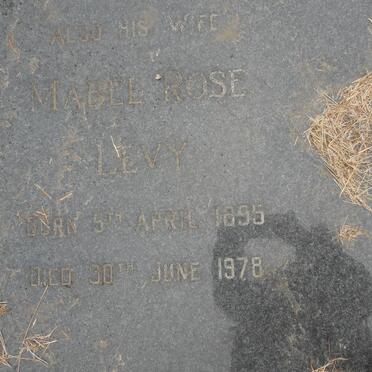 ALSO HIS WIFE
MABEL ROSE
LEVY
BORN 5TH APRIL 1895
DIED 30TH JUNE 1978